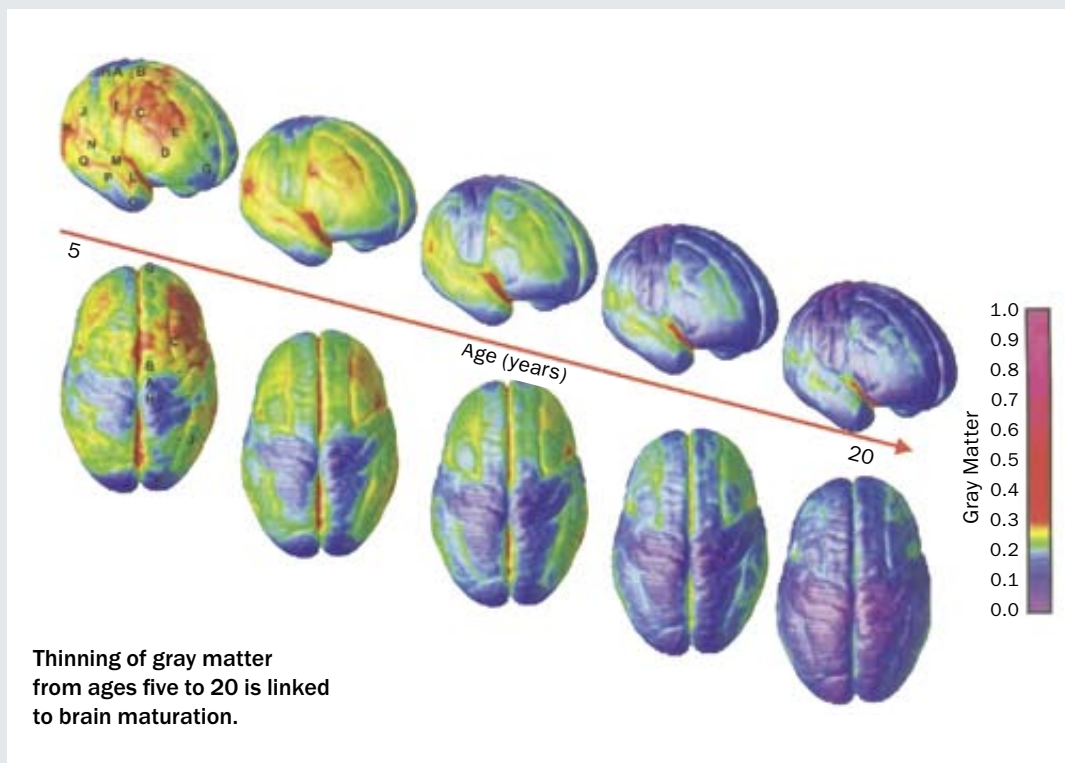 A B
I C
J
E F
N
D
Q M
G
P L
O
5
G
C
B
A
H
J
Age (years)
20
Gray Matter
1.0
0.9
0.8
0.7
0.6
0.5
0.4
0.3
0.2
0.1
0.0
Thinning of gray matter
from ages five to 20 is linked
to brain maturation.